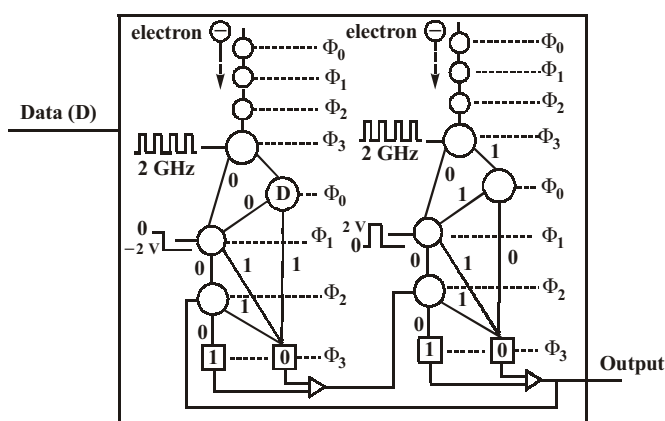 electron − electron −
Φ0 Φ0
Φ1 Φ1
Φ2 Φ2
Data (D)
Φ3 Φ3
2 GHz 2 GHz
0 0 1
D Φ0 Φ0
0 1
0 −2 V Φ1 2 V 0 Φ1
0 1 1 0 1 0
Φ2 Φ2
1 1
0 0
1 0 Φ3 1 0 Φ3
Output